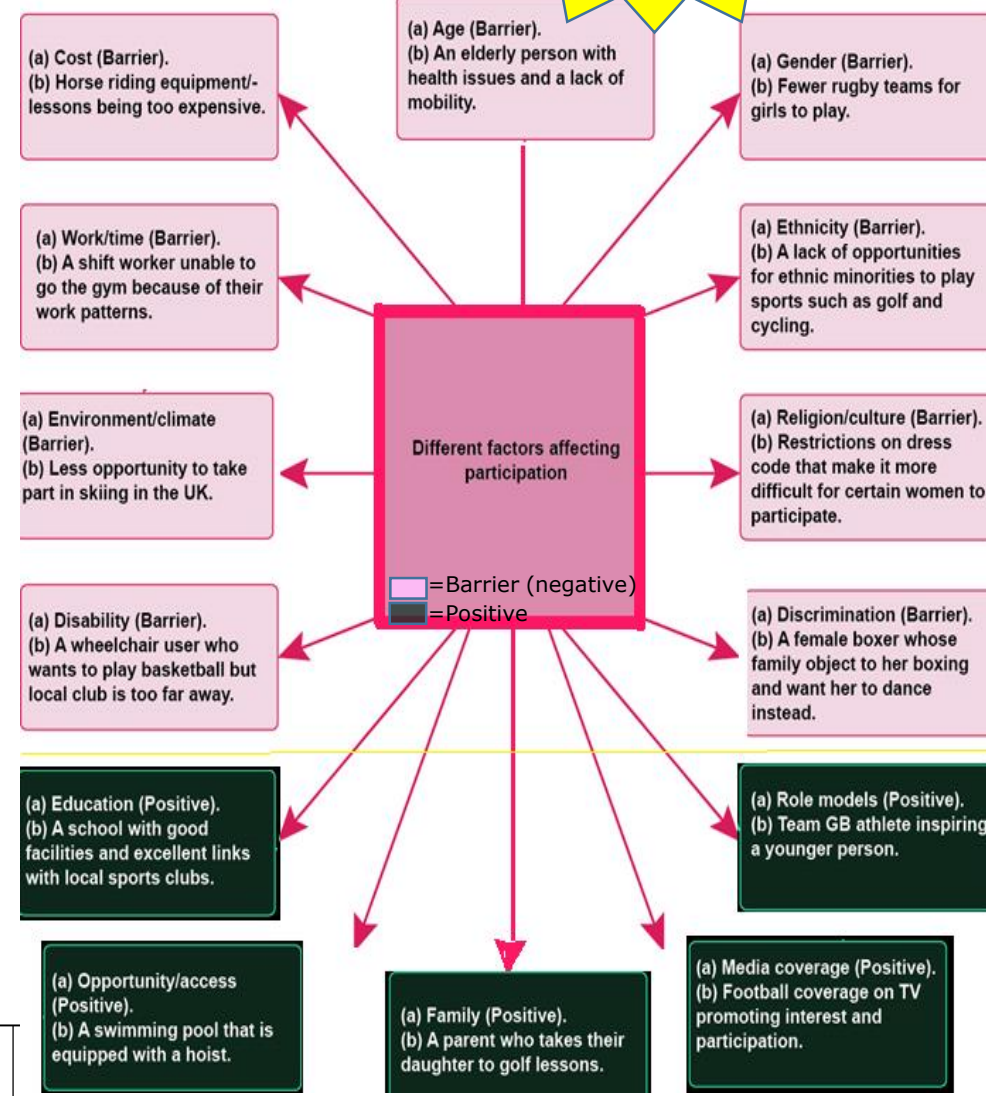 (a) Cost (Barrier).
(b) Horse riding equipment/-
lessons being too expensive.
(a) Age (Barrier).
(b) An elderly person with
health issues and a lack of
mobility.
(a) Gender (Barrier).
(b) Fewer rugby teams for
girls to play.
(a) Work/time (Barrier).
(b) A shift worker unable to
go the gym because of their
work patterns.
(a) Ethnicity (Barrier).
(b) A lack of opportunities
for ethnic minorities to play
sports such as golf and
cycling.
(a) Environment/climate
(Barrier).
(b) Less opportunity to take
part in skiing in the UK.
Different factors affecting
participation
=Barrier (negative)
=Positive
(a) Religion/culture (Barrier).
(b) Restrictions on dress
code that make it more
difficult for certain women to
participate.
(a) Disability (Barrier).
(b) A wheelchair user who
wants to play basketball but
local club is too far away.
(a) Discrimination (Barrier).
(b) A female boxer whose
family object to her boxing
and want her to dance
instead.
(a) Education (Positive).
(b) A school with good
facilities and excellent links
with local sports clubs.
(a) Role models (Positive).
(b) Team GB athlete inspiring
a younger person.
(a) Opportunity/access
(Positive).
(b) A swimming pool that is
equipped with a hoist.
(a) Family (Positive).
(b) A parent who takes their
daughter to golf lessons.
(a) Media coverage (Positive).
(b) Football coverage on TV
promoting interest and
participation.